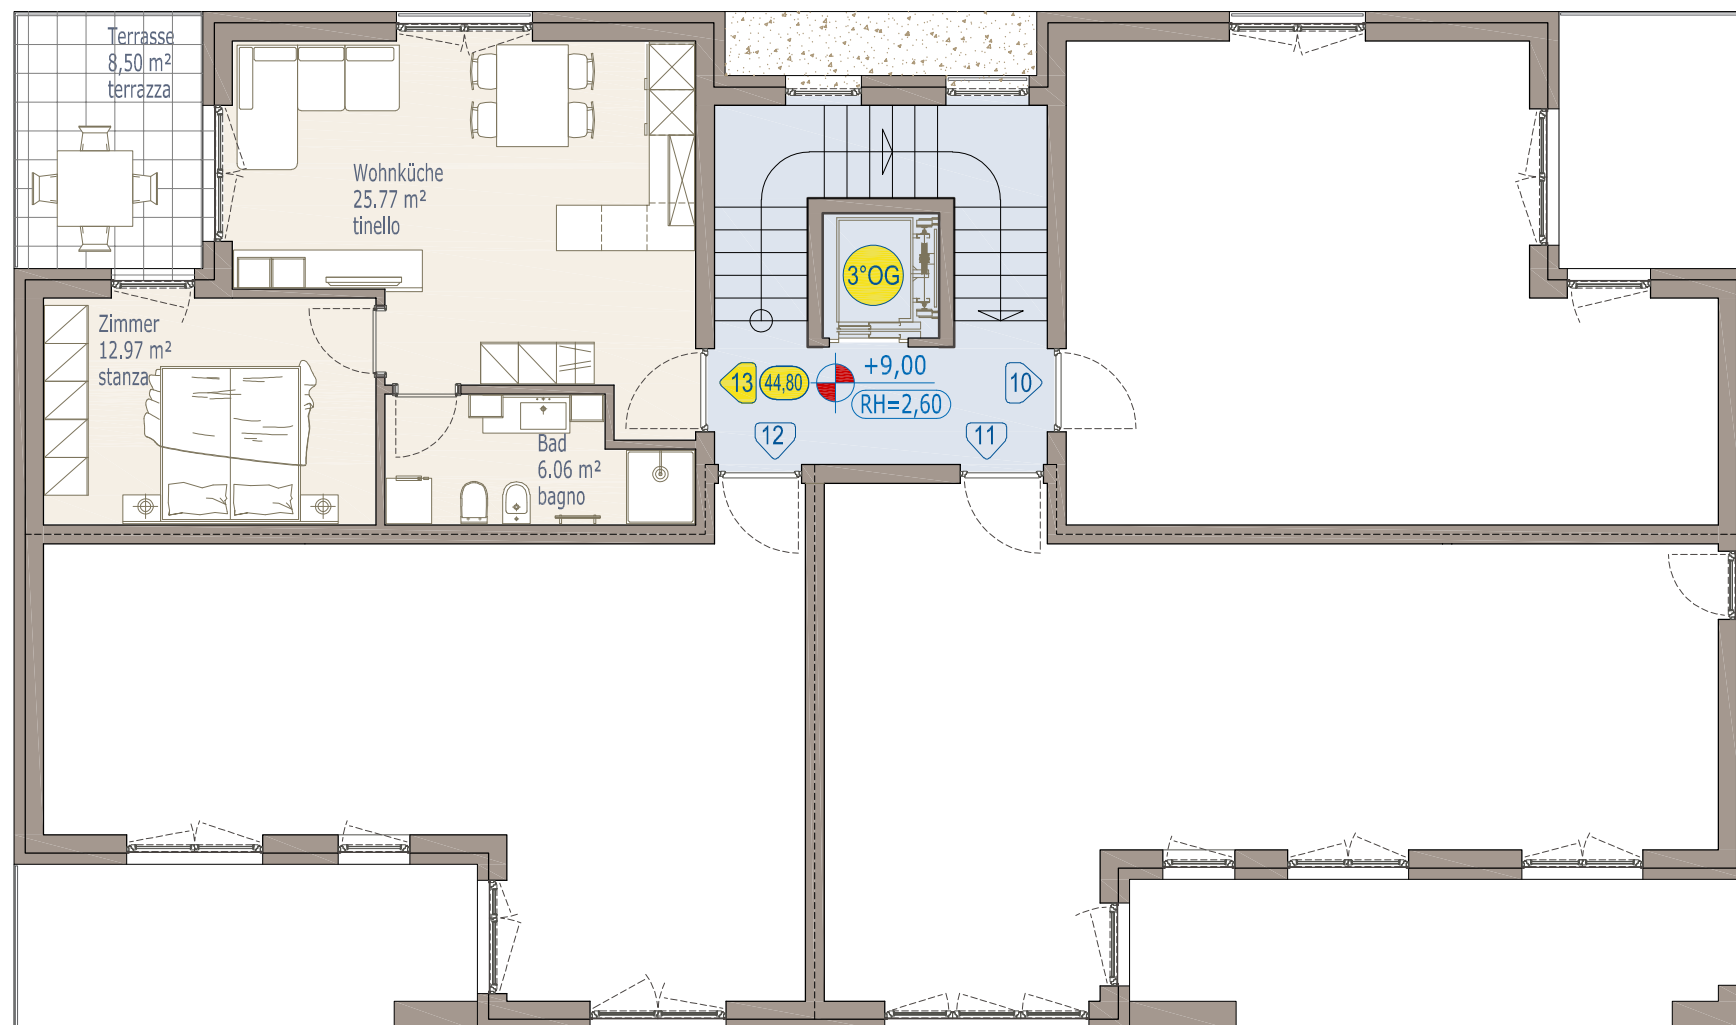 Terrasse
8,50 m²
terrazza
Wohnküche
25.77 m²
tinello
Zimmer
12.97 m²
stanza
Bad
6.06 m²
bagno
3°OG
13
44,80
+9,00
RH=2,60
10
12
11